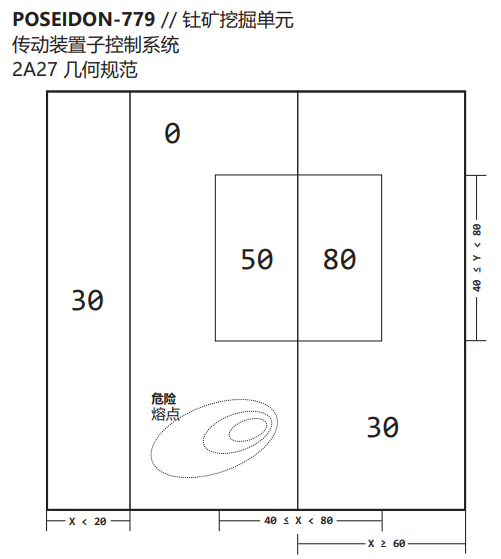 POSEIDON-779 // 钍矿挖掘单元
传动装置子控制系统
2A27 几何规范
0
50
80
40 ≤ Y < 80
30
危险
熔点
30
X < 20
40 ≤ X < 80
X ≥ 60